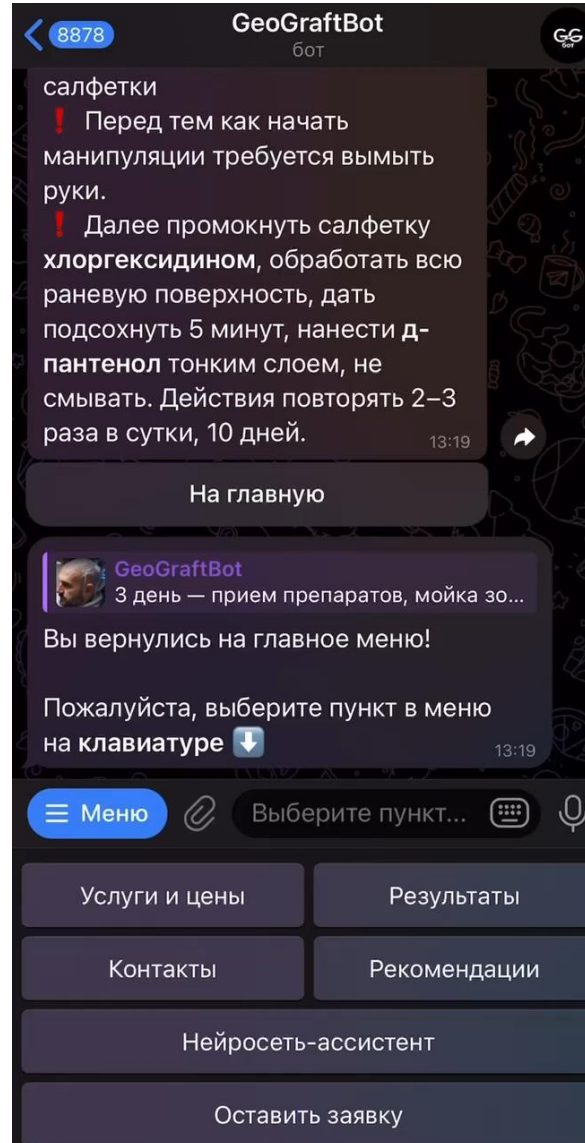 8878
GeoGraftBot
бот
GG
бот
салфетки
❗ Перед тем как начать
манипуляции требуется вымыть
руки.
❗ Далее промокнуть салфетку
хлоргексидином, обработать всю
раневую поверхность, дать
подсохнуть 5 минут, нанести д-
пантенол тонким слоем, не
смывать. Действия повторять 2–3
раза в сутки, 10 дней.
13:19
На главную
GeoGraftBot
3 день — прием препаратов, мойка зо...
Вы вернулись на главное меню!
Пожалуйста, выберите пункт в меню
на клавиатуре ⬇️
13:19
Меню
Выберите пункт...
Услуги и цены
Результаты
Контакты
Рекомендации
Нейросеть-ассистент
Оставить заявку